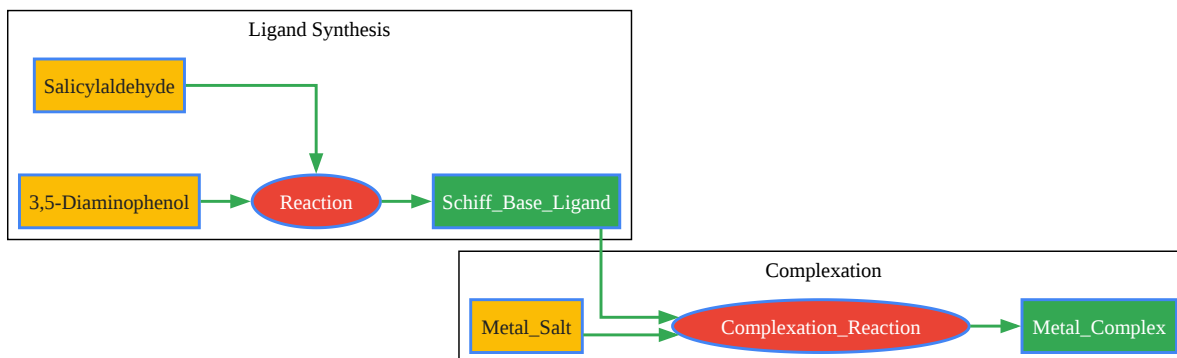 Ligand Synthesis
Salicylaldehyde
3,5-Diaminophenol
Reaction
Schiff_Base_Ligand
Complexation
Metal_Salt
Complexation_Reaction
Metal_Complex